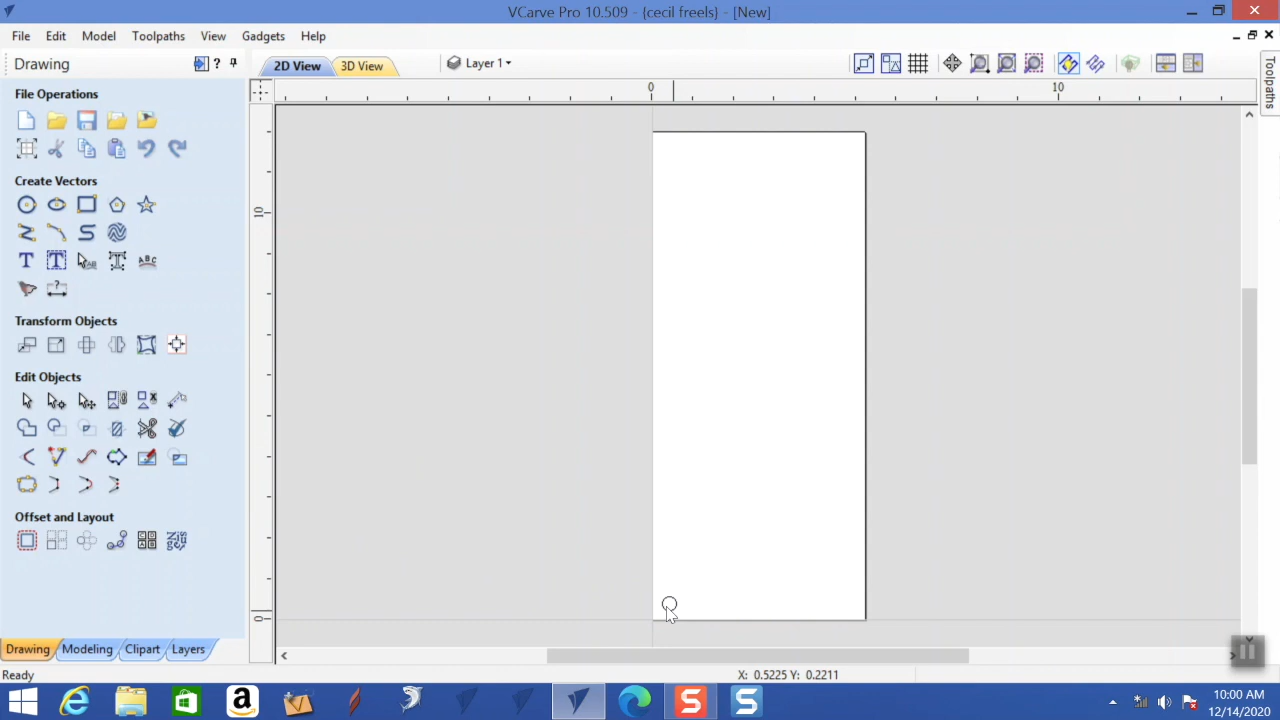 VCarve Pro 10.509 - {cecil freels} - [New]
File Edit Model Toolpaths View Gadgets Help
Drawing
2D View 3D View Layer 1
Toolpaths
File Operations
0 10
Create Vectors
10
Transform Objects
Edit Objects
Offset and Layout
0
Drawing Modeling Clipart Layers
Ready X: 0.5225 Y: 0.2211
10:00 AM
12/14/2020